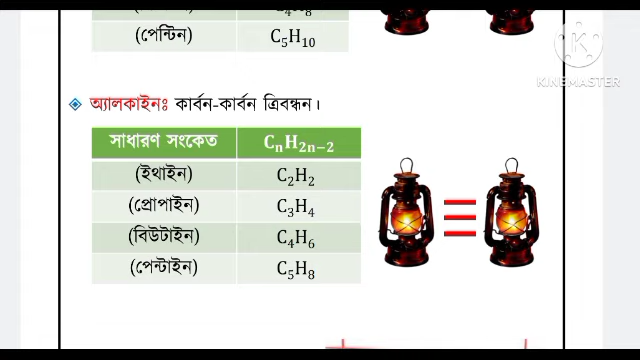 (পেন্টিন) C₅H₁₀
KINEMASTER
অ্যালকাইনঃ কার্বন-কার্বন ত্রিবন্ধন।
সাধারণ সংকেত CₙH₂ₙ₋₂
(ইথাইন) C₂H₂
(প্রোপাইন) C₃H₄
(বিউটাইন) C₄H₆
(পেন্টাইন) C₅H₈